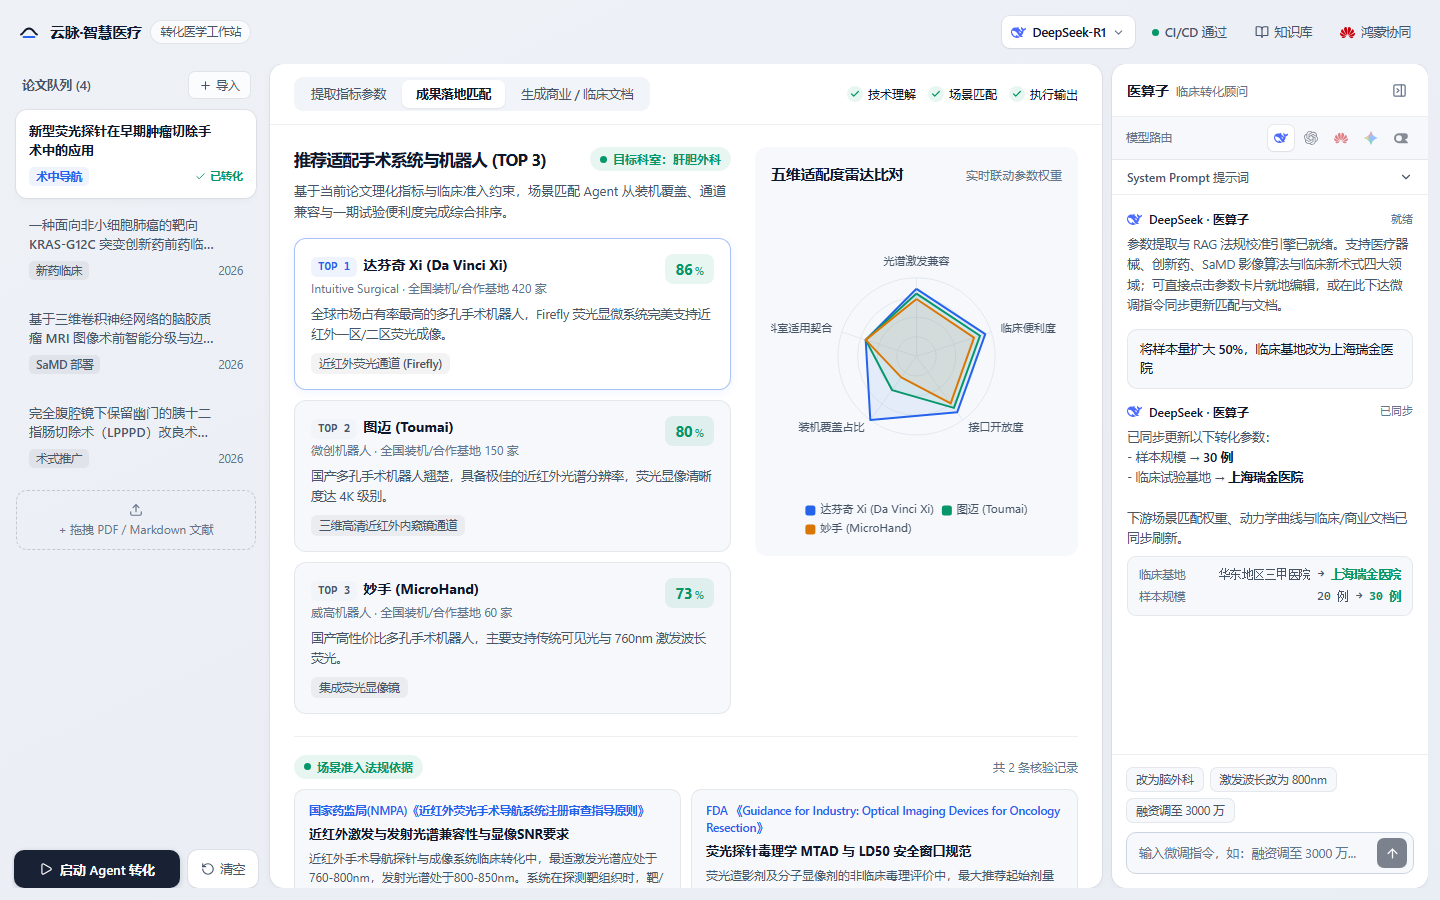 云脉·智慧医疗
转化医学工作站
DeepSeek-R1
CI/CD 通过
知识库
鸿蒙协同
论文队列 (4)
导入
新型荧光探针在早期肿瘤切除手
术中的应用
术中导航
已转化
一种面向非小细胞肺癌的靶向
KRAS-G12C 突变创新药前药临...
新药临床
2026
基于三维卷积神经网络的脑胶质
瘤 MRI 图像术前智能分级与边...
SaMD 部署
2026
完全腹腔镜下保留幽门的胰十二
指肠切除术（LPPPD）改良术...
术式推广
2026
+ 拖拽 PDF / Markdown 文献
启动 Agent 转化
清空
提取指标参数
成果落地匹配
生成商业 / 临床文档
技术理解
场景匹配
执行输出
推荐适配手术系统与机器人 (TOP 3)
目标科室：肝胆外科
基于当前论文理化指标与临床准入约束，场景匹配 Agent 从装机覆盖、通道
兼容与一期试验便利度完成综合排序。
TOP 1
达芬奇 Xi (Da Vinci Xi)
86%
Intuitive Surgical · 全国装机/合作基地 420 家
全球市场占有率最高的多孔手术机器人，Firefly 荧光显微系统完美支持近
红外一区/二区荧光成像。
近红外荧光通道 (Firefly)
TOP 2
图迈 (Toumai)
80%
微创机器人 · 全国装机/合作基地 150 家
国产多孔手术机器人翘楚，具备极佳的近红外光谱分辨率，荧光显像清晰
度达 4K 级别。
三维高清近红外内窥镜通道
TOP 3
妙手 (MicroHand)
73%
威高机器人 · 全国装机/合作基地 60 家
国产高性价比多孔手术机器人，主要支持传统可见光与 760nm 激发波长
荧光。
集成荧光显像镜
五维适配度雷达比对
实时联动参数权重
光谱激发兼容
临床便利度
接口开放度
装机覆盖占比
科室适用契合
达芬奇 Xi (Da Vinci Xi)
图迈 (Toumai)
妙手 (MicroHand)
场景准入法规依据
共 2 条核验记录
国家药监局(NMPA)《近红外荧光手术导航系统注册审查指导原则》
近红外激发与发射光谱兼容性与显像SNR要求
近红外手术导航探针与成像系统临床转化中，最适激发光谱应处于
760-800nm，发射光谱处于800-850nm。系统在探测靶组织时，靶/
FDA 《Guidance for Industry: Optical Imaging Devices for Oncology
Resection》
荧光探针毒理学 MTAD 与 LD50 安全窗口规范
荧光造影剂及分子显像剂的非临床毒理评价中，最大推荐起始剂量
医算子
临床转化顾问
模型路由
System Prompt 提示词
DeepSeek · 医算子
就绪
参数提取与 RAG 法规校准引擎已就绪。支持医疗器
械、创新药、SaMD 影像算法与临床新术式四大领
域；可直接点击参数卡片就地编辑，或在此下达微
调指令同步更新匹配与文档。
将样本量扩大 50%，临床基地改为上海瑞金医
院
DeepSeek · 医算子
已同步
已同步更新以下转化参数：
- 样本规模 → 30 例
- 临床试验基地 → 上海瑞金医院
下游场景匹配权重、动力学曲线与临床/商业文档已
同步刷新。
临床基地
华东地区三甲医院 → 上海瑞金医院
样本规模
20 例 → 30 例
改为脑外科
激发波长改为 800nm
融资调至 3000 万
输入微调指令，如：融资调至 3000 万...